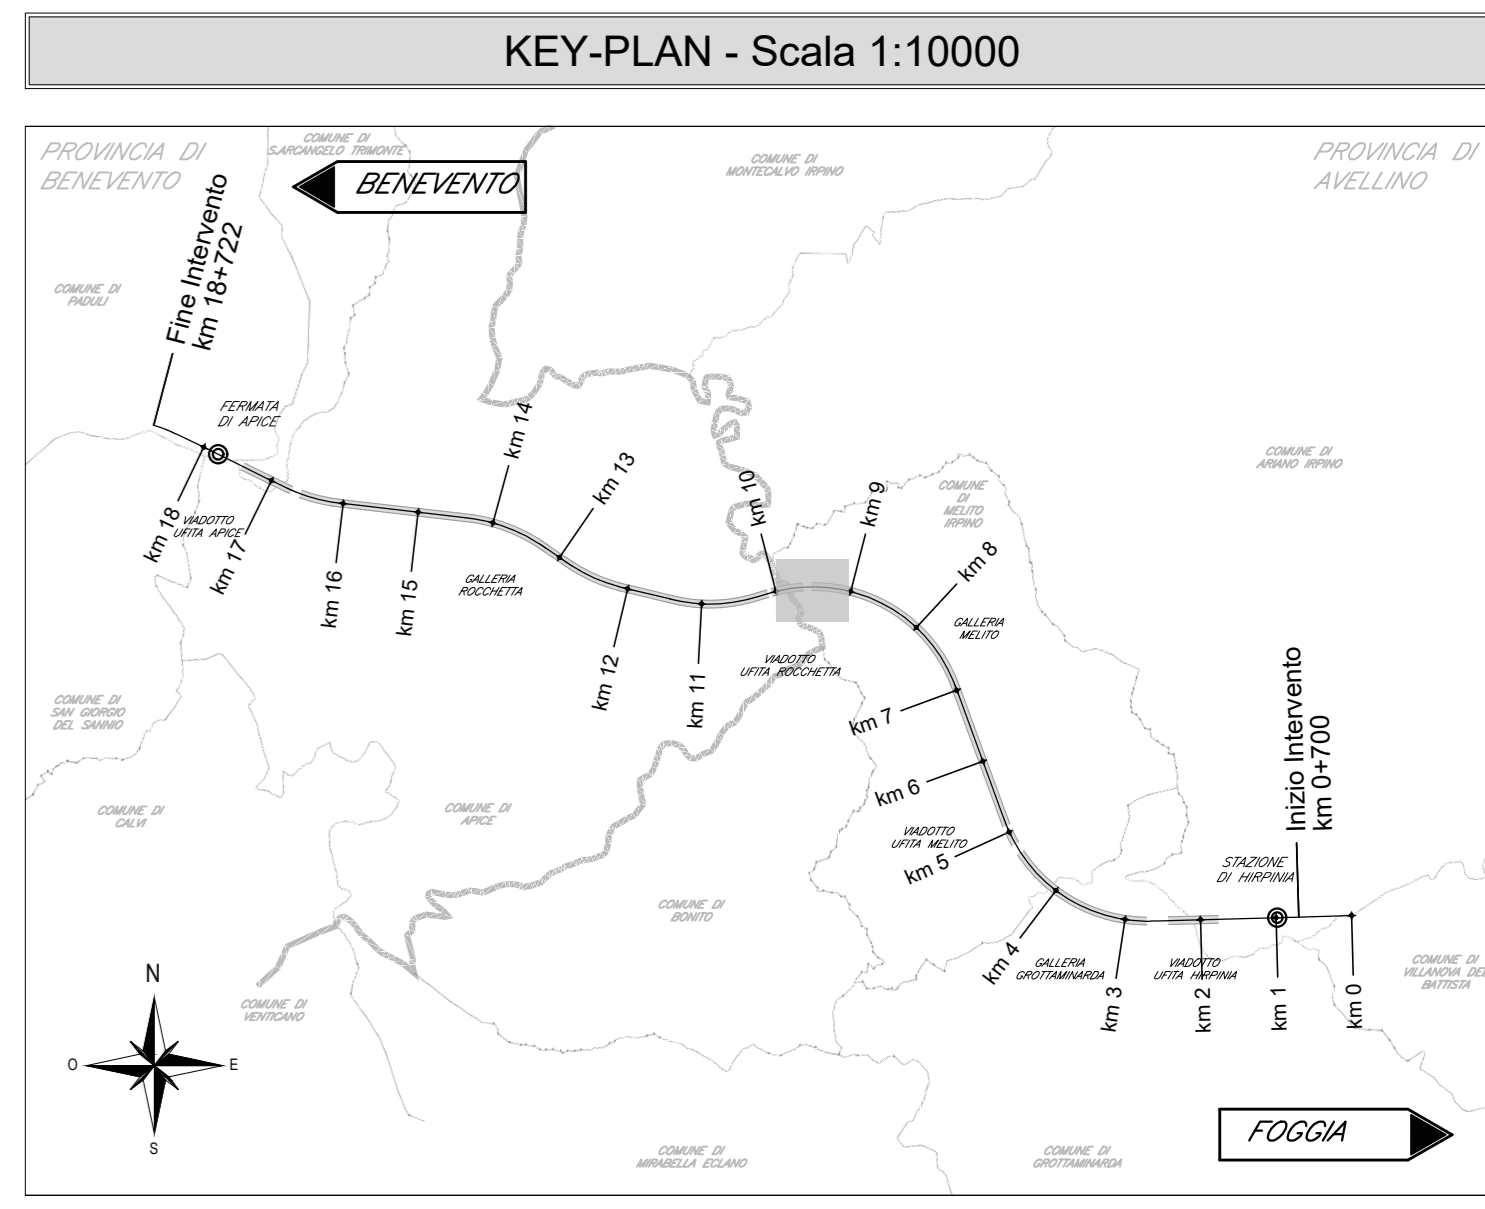 KEY-PLAN - Scala 1:10000
PROVINCIA DI
BENEVENTO
COMUNE DI
S.ARCANGELO TRIMONTE
BENEVENTO
COMUNE DI
MONTECALVO IRPINO
PROVINCIA DI
AVELLINO
Fine Intervento
km 18+722
COMUNE DI
PADULI
FERMATA
DI APICE
km 14
km 13
km 10
km 9
COMUNE DI
ARIANO IRPINO
COMUNE
DI
MELITO
IRPINO
km 18
VIADOTTO
UFITA APICE
km 17
km 16
km 15
GALLERIA
ROCCHETTA
km 8
GALLERIA
MELITO
km 12
km 11
VIADOTTO
UFITA ROCCHETTA
km 7
Inizio Intervento
km 0+700
COMUNE DI
SAN GIORGIO
DEL SANNIO
km 6
COMUNE DI
CALVI
COMUNE DI
APICE
VIADOTTO
UFITA MELITO
km 5
STAZIONE
DI HIRPINIA
COMUNE DI
BONITO
km 4
GALLERIA
GROTTAMINARDA
km 3
VIADOTTO
UFITA HIRPINIA
km 2
km 1
km 0
COMUNE DI
VILLANOVA DEL
BATTISTA
COMUNE DI
VENTICANO
N
O
E
S
FOGGIA
COMUNE DI
MIRABELLA ECLANO
COMUNE DI
GROTTAMINARDA